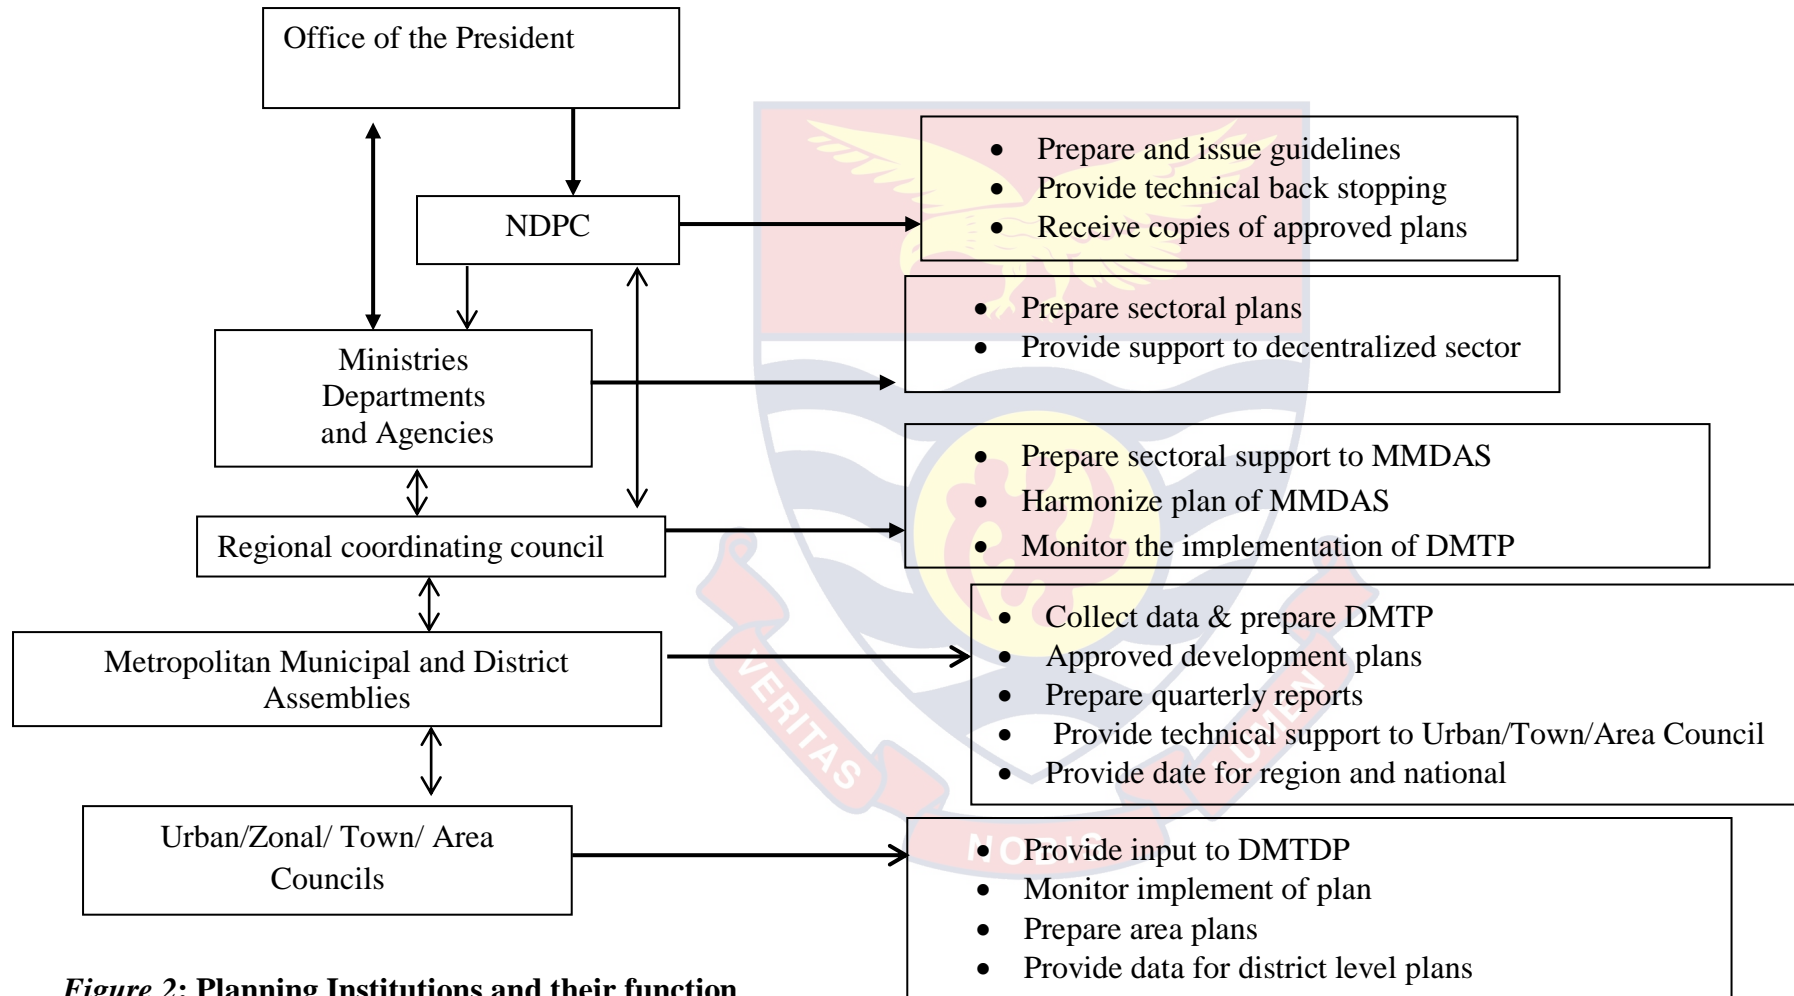 Office of the President
NDPC
• Prepare and issue guidelines
• Provide technical back stopping
• Receive copies of approved plans
Ministries
Departments
and Agencies
• Prepare sectoral plans
• Provide support to decentralized sector
Regional coordinating council
• Prepare sectoral support to MMDAS
• Harmonize plan of MMDAS
• Monitor the implementation of DMTP
Metropolitan Municipal and District
Assemblies
• Collect data & prepare DMTP
• Approved development plans
• Prepare quarterly reports
• Provide technical support to Urban/Town/Area Council
• Provide date for region and national
Urban/Zonal/ Town/ Area
Councils
• Provide input to DMTDP
• Monitor implement of plan
• Prepare area plans
• Provide data for district level plans
VERITAS
NOBIS
LUMEN
Figure 2: Planning Institutions and their function